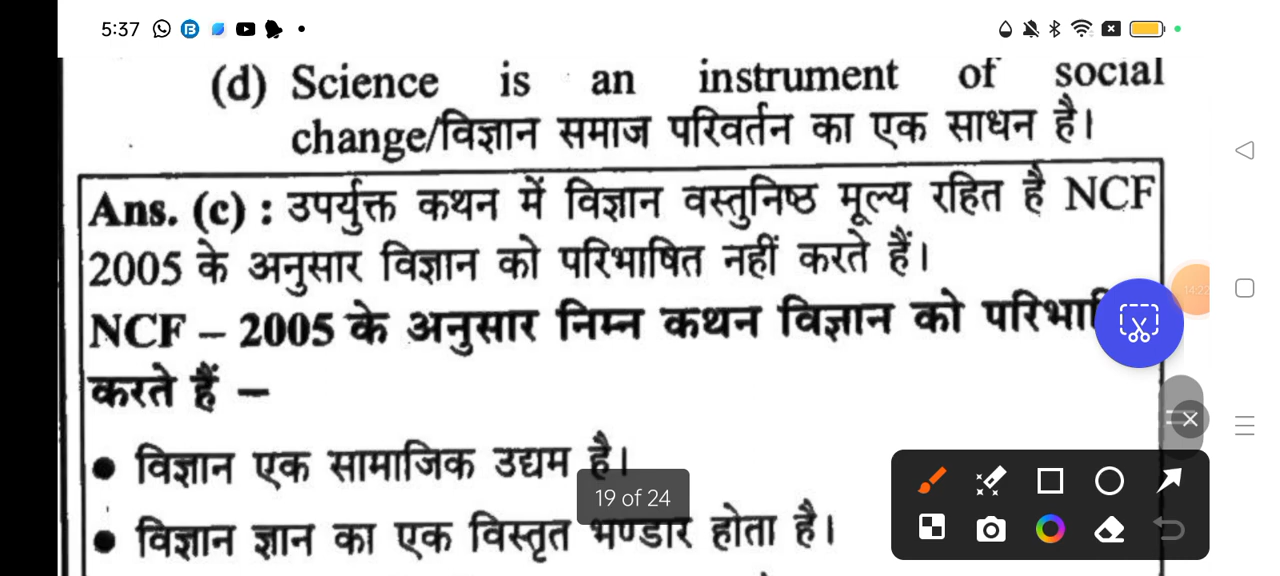 5:37
(d) Science is an instrument of social
change/विज्ञान समाज परिवर्तन का एक साधन है।
Ans. (c) : उपर्युक्त कथन में विज्ञान वस्तुनिष्ठ मूल्य रहित है NCF
2005 के अनुसार विज्ञान को परिभाषित नहीं करते हैं।
NCF – 2005 के अनुसार निम्न कथन विज्ञान को
करते हैं –
● विज्ञान एक सामाजिक उद्यम है।
19 of 24
● विज्ञान ज्ञान का एक विस्तृत भण्डार होता है।